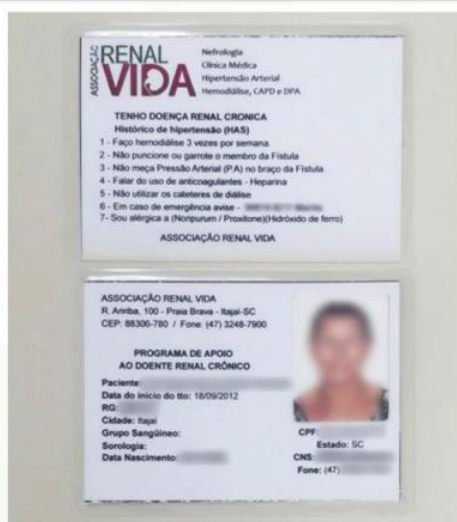 ASSOCIAÇÃO
RENAL
VIDA
Nefrologia
Clínica Médica
Hipertensão Arterial
Hemodiálise, CAPD e DPA
TENHO DOENÇA RENAL CRONICA
Histórico de hipertensão (HAS)
1 - Faço hemodiálise 3 vezes por semana.
2 - Não puncione ou garrote o membro da Fístula
3 - Não meça Pressão Arterial (P.A) no braço da Fístula.
4 - Falar do uso de anticoagulantes - Heparina
5 - Não utilizar os cateteres de diálise
6 - Em caso de emergência avise -
7- Sou alérgica a (Noripurum / Proxitone)(Hidróxido de ferro)
ASSOCIAÇÃO RENAL VIDA
ASSOCIAÇÃO RENAL VIDA
R. Aririba, 100 - Praia Brava - Itajaí-SC
CEP: 88306-780 / Fone: (47) 3248-7900
PROGRAMA DE APOIO
AO DOENTE RENAL CRÔNICO
Paciente:
Data do inicio do tto: 18/09/2012
RG:
Cidade: Itajaí
Grupo Sangüineo:
Sorologia:
Data Nascimento:
CPF:
Estado: SC
CNS:
Fone: (47)